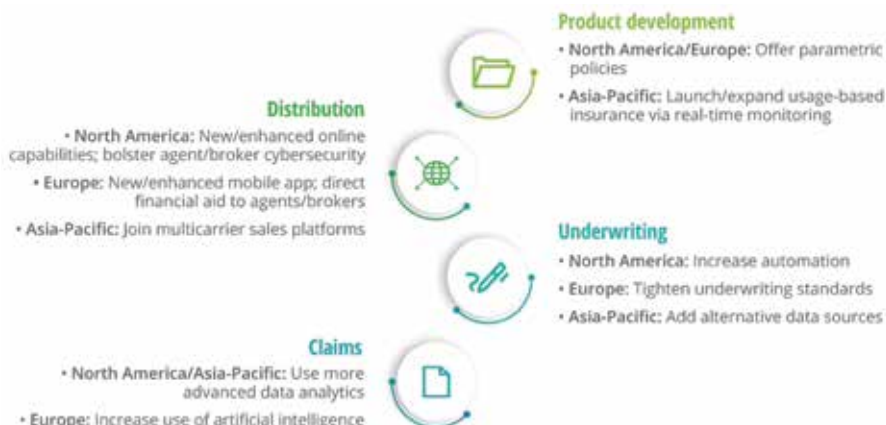 Product development
• North America/Europe: Offer parametric
policies
• Asia-Pacific: Launch/expand usage-based
insurance via real-time monitoring
Distribution
• North America: New/enhanced online
capabilities; bolster agent/broker cybersecurity
• Europe: New/enhanced mobile app; direct
financial aid to agents/brokers
• Asia-Pacific: Join multicarrier sales platforms
Underwriting
• North America: Increase automation
• Europe: Tighten underwriting standards
• Asia-Pacific: Add alternative data sources
Claims
• North America/Asia-Pacific: Use more
advanced data analytics
• Europe: Increase use of artificial intelligence